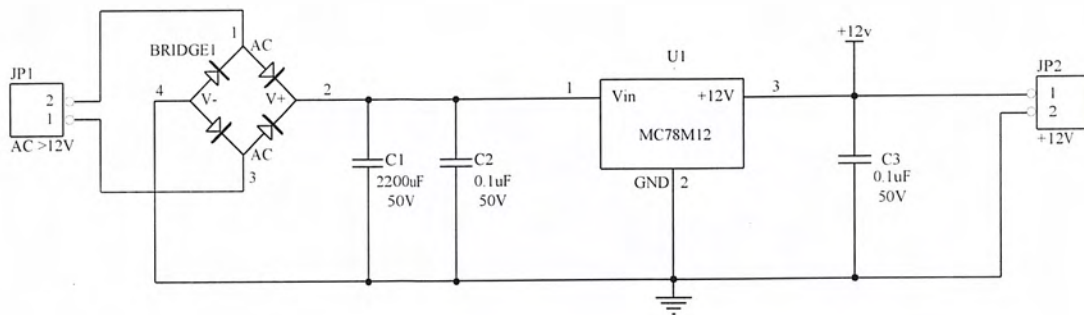 JP1
2
1
AC >12V
BRIDGE1
1
AC
4
V-
V+
2
AC
3
C1
2200uF
50V
C2
0.1uF
50V
U1
1
Vin
+12V
3
MC78M12
GND
2
+12v
C3
0.1uF
50V
JP2
1
2
+12V